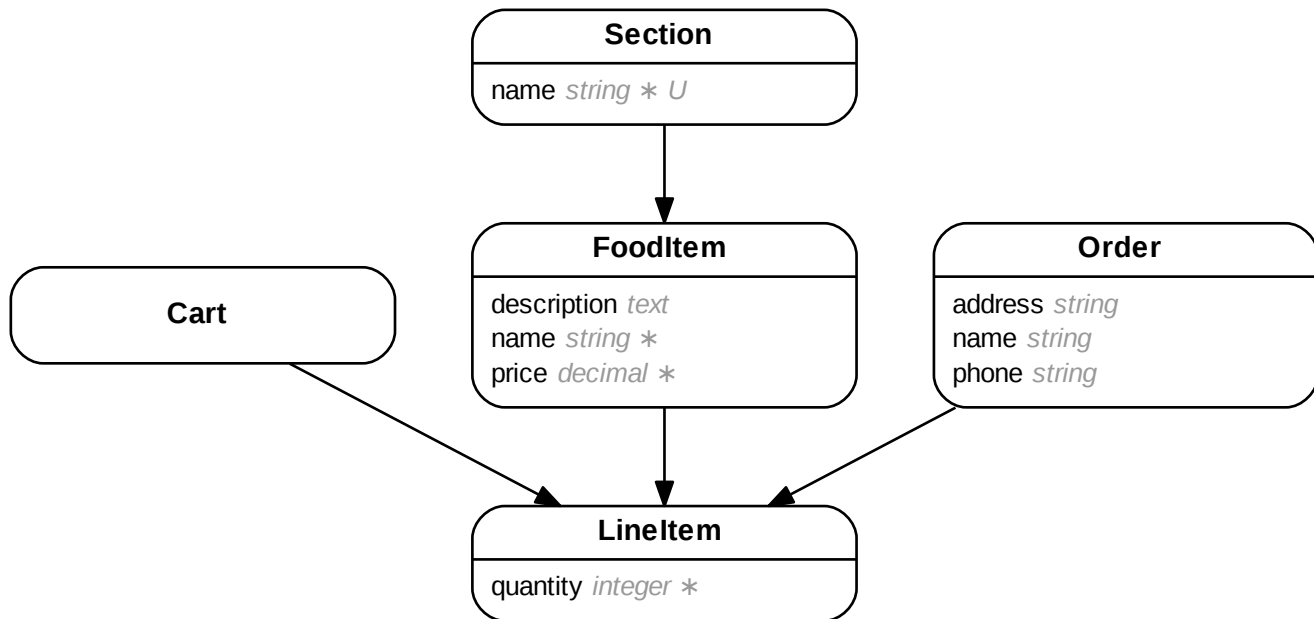 Section
name string ∗ U
FoodItem
description text
name string ∗
price decimal ∗
Order
address string
name string
phone string
Cart
LineItem
quantity integer ∗